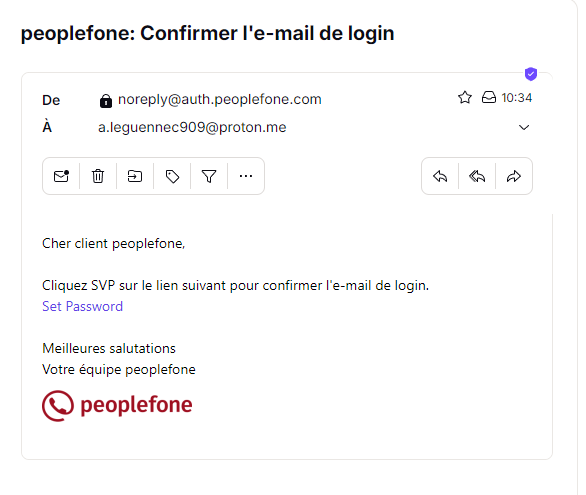 peoplefone: Confirmer l'e-mail de login
De noreply@auth.peoplefone.com 10:34
À a.leguennec909@proton.me
Cher client peoplefone,
Cliquez SVP sur le lien suivant pour confirmer l'e-mail de login.
Set Password
Meilleures salutations
Votre équipe peoplefone
peoplefone